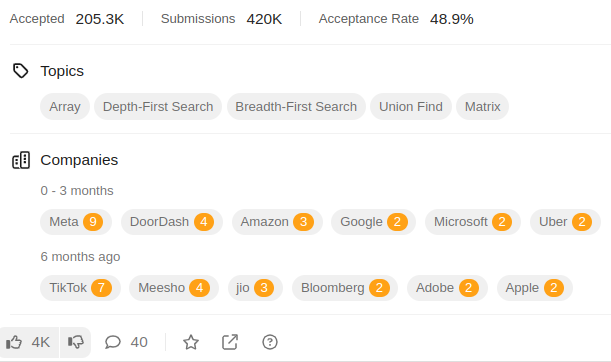 Accepted 205.3K Submissions 420K Acceptance Rate 48.9%
Topics
Array Depth-First Search Breadth-First Search Union Find Matrix
Companies
0 - 3 months
Meta 9 DoorDash 4 Amazon 3 Google 2 Microsoft 2 Uber 2
6 months ago
TikTok 7 Meesho 4 jio 3 Bloomberg 2 Adobe 2 Apple 2
4K 40